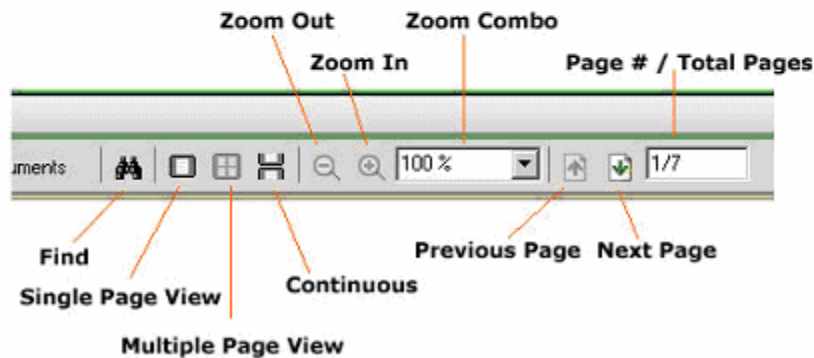 Zoom Out
Zoom Combo
Zoom In
Page # / Total Pages
uments
100 %
1/7
Find
Previous Page
Next Page
Single Page View
Continuous
Multiple Page View